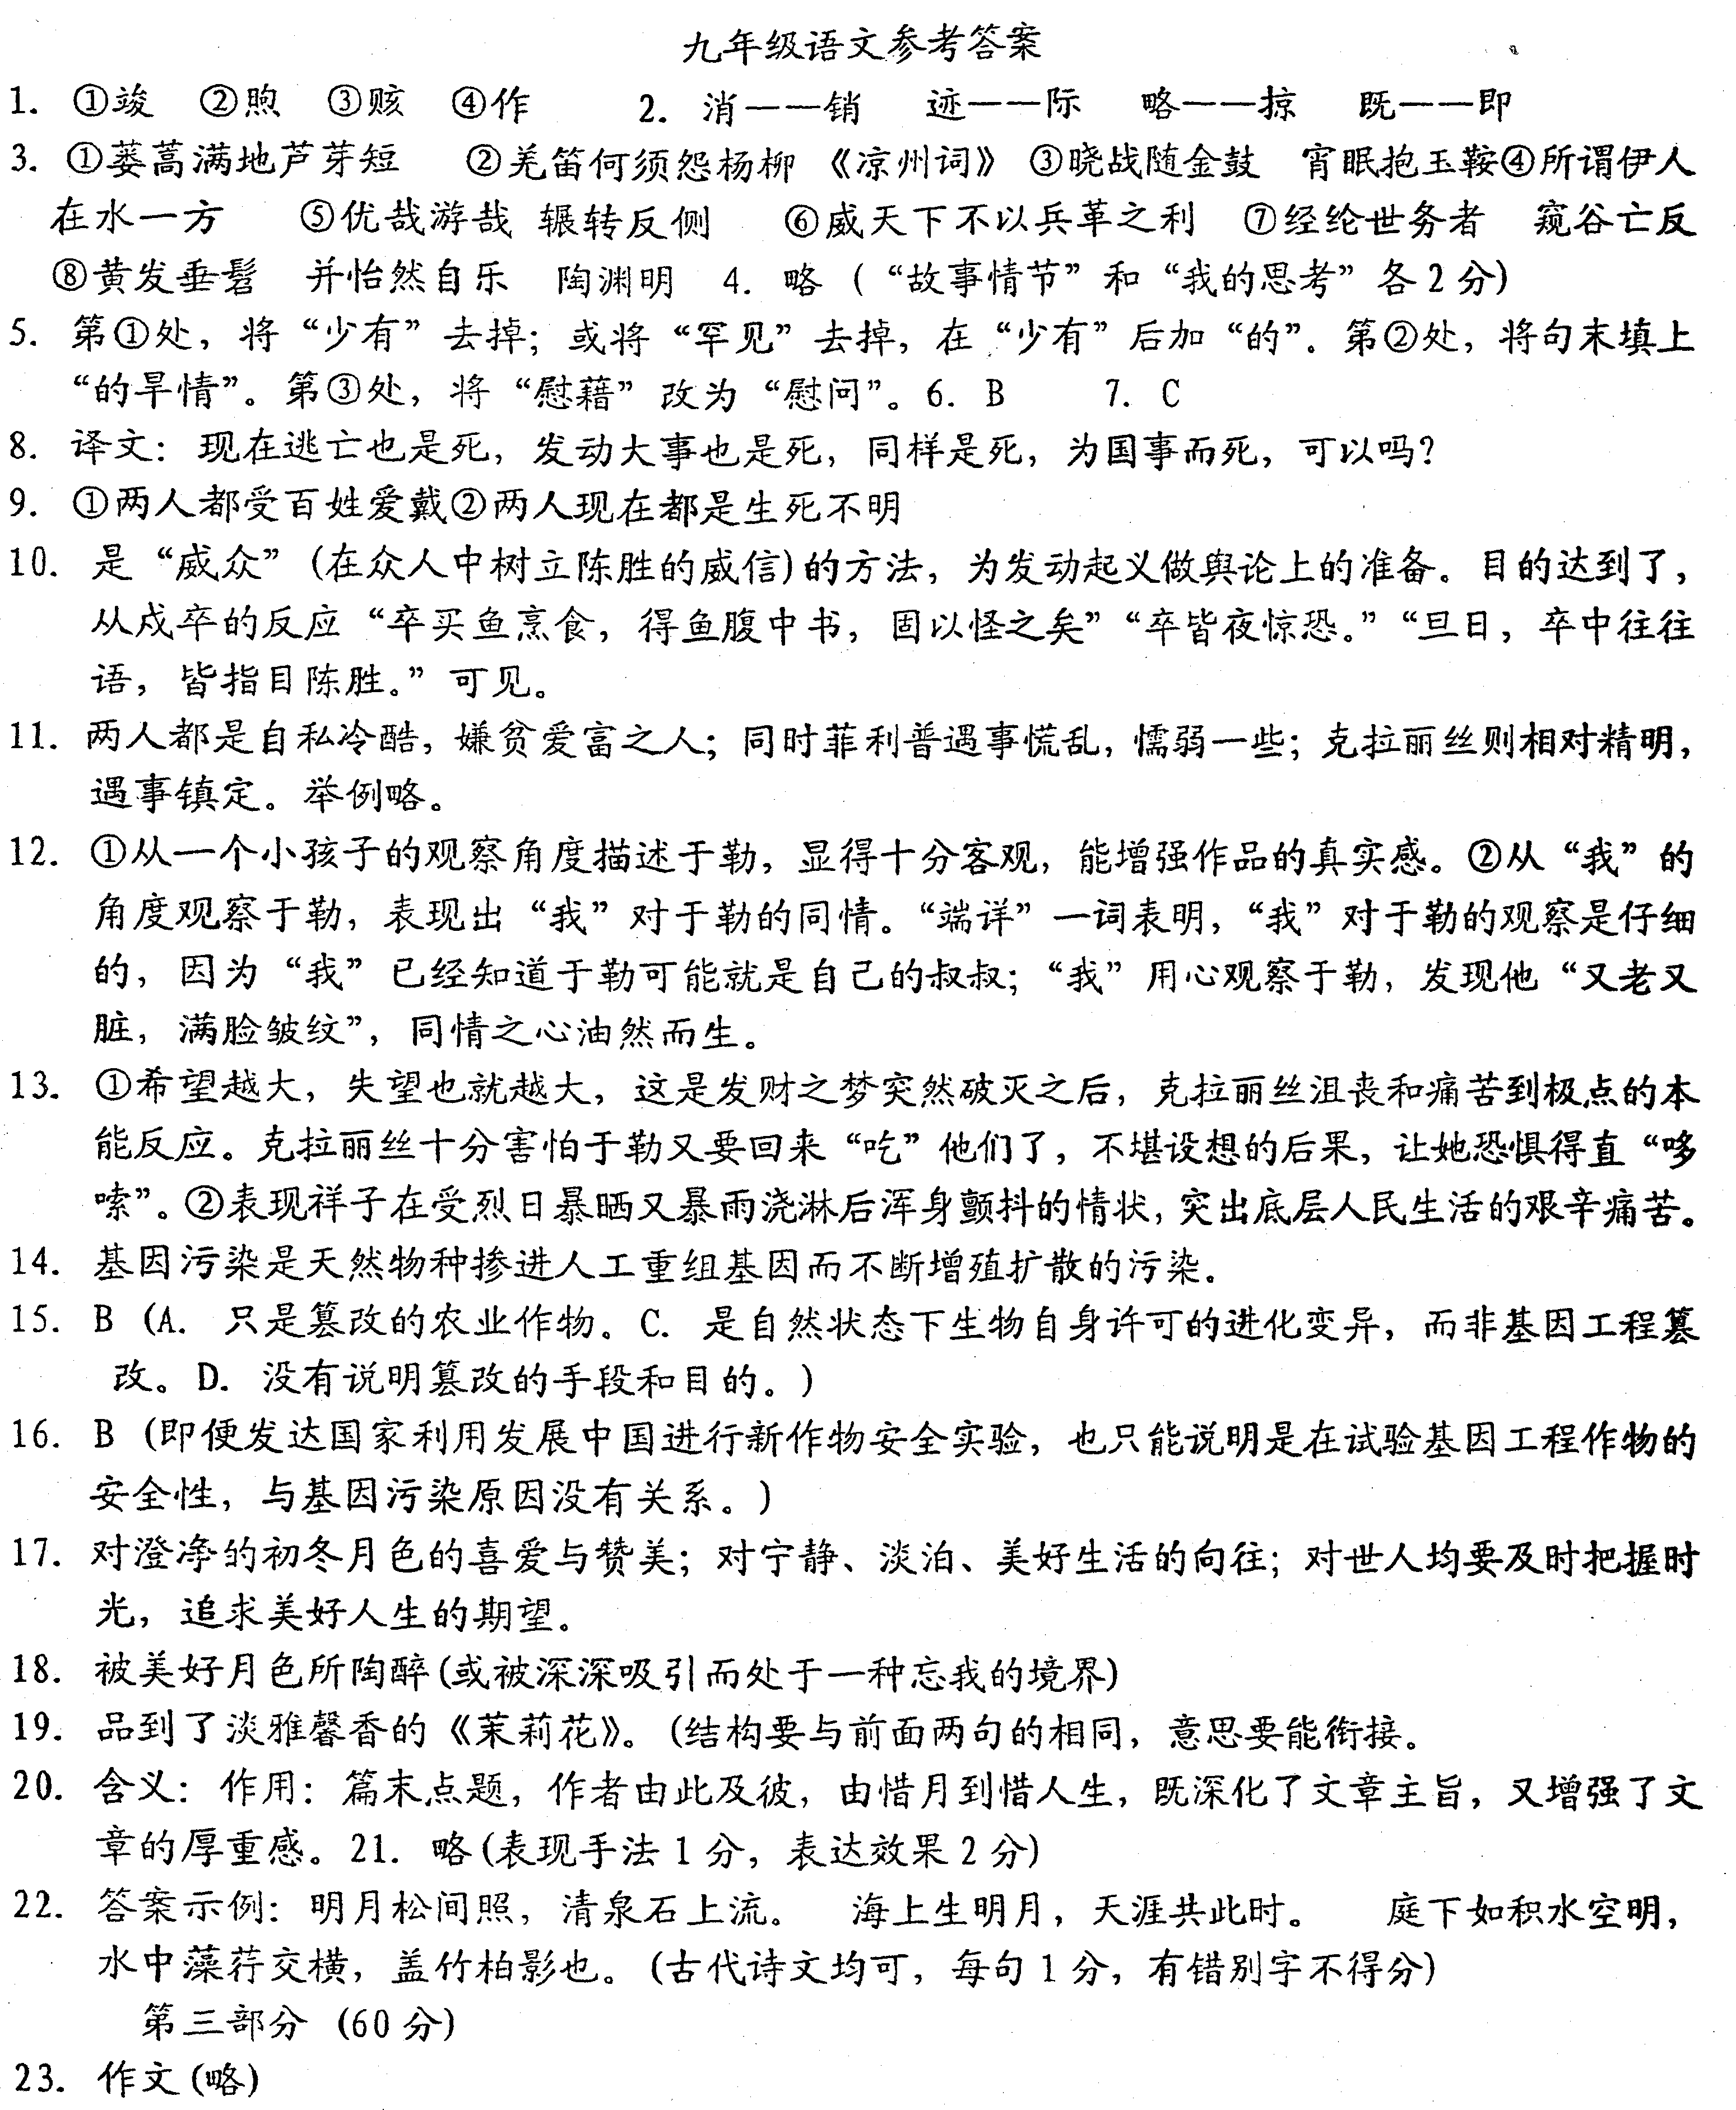 九年级语文参考答案
1. ①竣 ②煦 ③赅 ④作 2. 消——销 迹——际 略——掠 既——即
3. ①蒌蒿满地芦芽短 ②羌笛何须怨杨柳 《凉州词》 ③晓战随金鼓 宵眠抱玉鞍④所谓伊人
在水一方 ⑤优哉游哉 辗转反侧 ⑥威天下不以兵革之利 ⑦经纶世务者 窥谷亡反
⑧黄发垂髫 并怡然自乐 陶渊明 4. 略（“故事情节”和“我的思考”各2分）
5. 第①处，将“少有”去掉；或将“罕见”去掉，在“少有”后加“的”。第②处，将句末填上
“的旱情”。第③处，将“慰藉”改为“慰问”。6. B 7. C
8. 译文：现在逃亡也是死，发动大事也是死，同样是死，为国事而死，可以吗？
9. ①两人都受百姓爱戴②两人现在都是生死不明
10. 是“威众”(在众人中树立陈胜的威信)的方法，为发动起义做舆论上的准备。目的达到了，
从戍卒的反应“卒买鱼烹食，得鱼腹中书，固以怪之矣”“卒皆夜惊恐。”“旦日，卒中往往
语，皆指目陈胜。”可见。
11. 两人都是自私冷酷，嫌贫爱富之人；同时菲利普遇事慌乱，懦弱一些；克拉丽丝则相对精明，
遇事镇定。举例略。
12. ①从一个小孩子的观察角度描述于勒，显得十分客观，能增强作品的真实感。②从“我”的
角度观察于勒，表现出“我”对于勒的同情。“端详”一词表明，“我”对于勒的观察是仔细
的，因为“我”已经知道于勒可能就是自己的叔叔；“我”用心观察于勒，发现他“又老又
脏，满脸皱纹”，同情之心油然而生。
13. ①希望越大，失望也就越大，这是发财之梦突然破灭之后，克拉丽丝沮丧和痛苦到极点的本
能反应。克拉丽丝十分害怕于勒又要回来“吃”他们了，不堪设想的后果，让她恐惧得直“哆
嗦”。②表现祥子在受烈日暴晒又暴雨浇淋后浑身颤抖的情状，突出底层人民生活的艰辛痛苦。
14. 基因污染是天然物种掺进人工重组基因而不断增殖扩散的污染。
15. B (A. 只是篡改的农业作物。C. 是自然状态下生物自身许可的进化变异，而非基因工程篡
改。D. 没有说明篡改的手段和目的。)
16. B (即便发达国家利用发展中国进行新作物安全实验，也只能说明是在试验基因工程作物的
安全性，与基因污染原因没有关系。)
17. 对澄净的初冬月色的喜爱与赞美；对宁静、淡泊、美好生活的向往；对世人均要及时把握时
光，追求美好人生的期望。
18. 被美好月色所陶醉(或被深深吸引而处于一种忘我的境界)
19. 品到了淡雅馨香的《茉莉花》。(结构要与前面两句的相同，意思要能衔接。
20. 含义：作用：篇末点题，作者由此及彼，由惜月到惜人生，既深化了文章主旨，又增强了文
章的厚重感。21. 略(表现手法1分，表达效果2分)
22. 答案示例：明月松间照，清泉石上流。 海上生明月，天涯共此时。 庭下如积水空明，
水中藻荇交横，盖竹柏影也。(古代诗文均可，每句1分，有错别字不得分)
第三部分 (60分)
23. 作文(略)